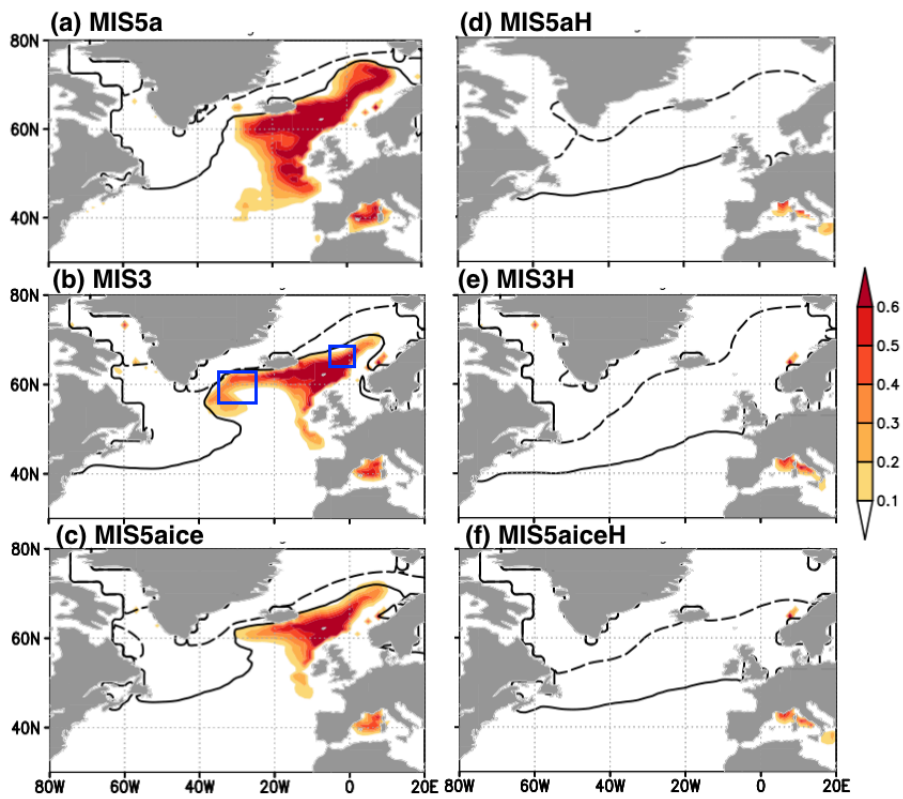 (a) MIS5a
(d) MIS5aH
80N
60N
40N
(b) MIS3
(e) MIS3H
80N
60N
40N
0.6
0.5
0.4
0.3
0.2
0.1
(c) MIS5aice
(f) MIS5aiceH
80N
60N
40N
80W 60W 40W 20W 0 20E
80W 60W 40W 20W 0 20E